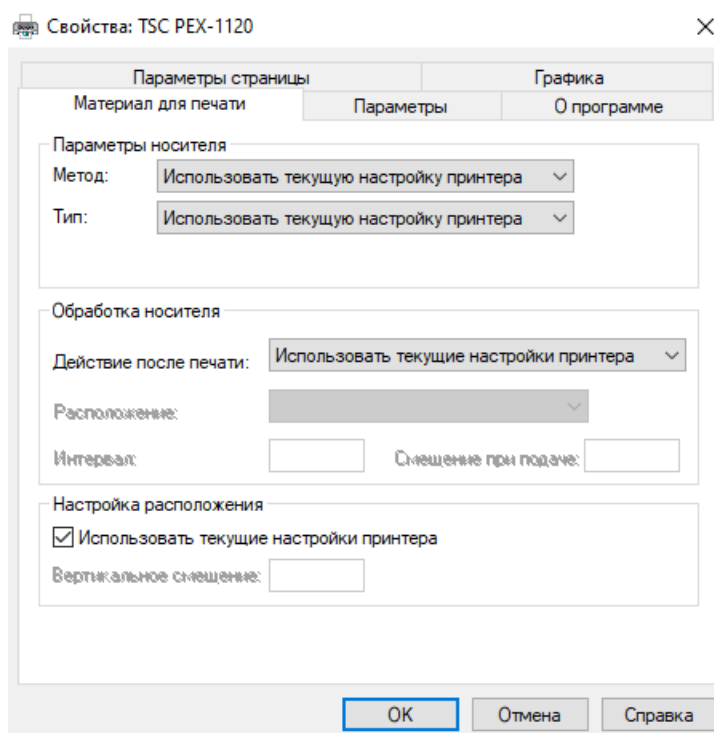 Свойства: TSC PEX-1120
Параметры страницы Графика
Материал для печати Параметры О программе
Параметры носителя
Метод: Использовать текущую настройку принтера
Тип: Использовать текущую настройку принтера
Обработка носителя
Действие после печати: Использовать текущие настройки принтера
Расположение:
Интервал: Смещение при подаче:
Настройка расположения
Использовать текущие настройки принтера
Вертикальное смещение:
OK Отмена Справка